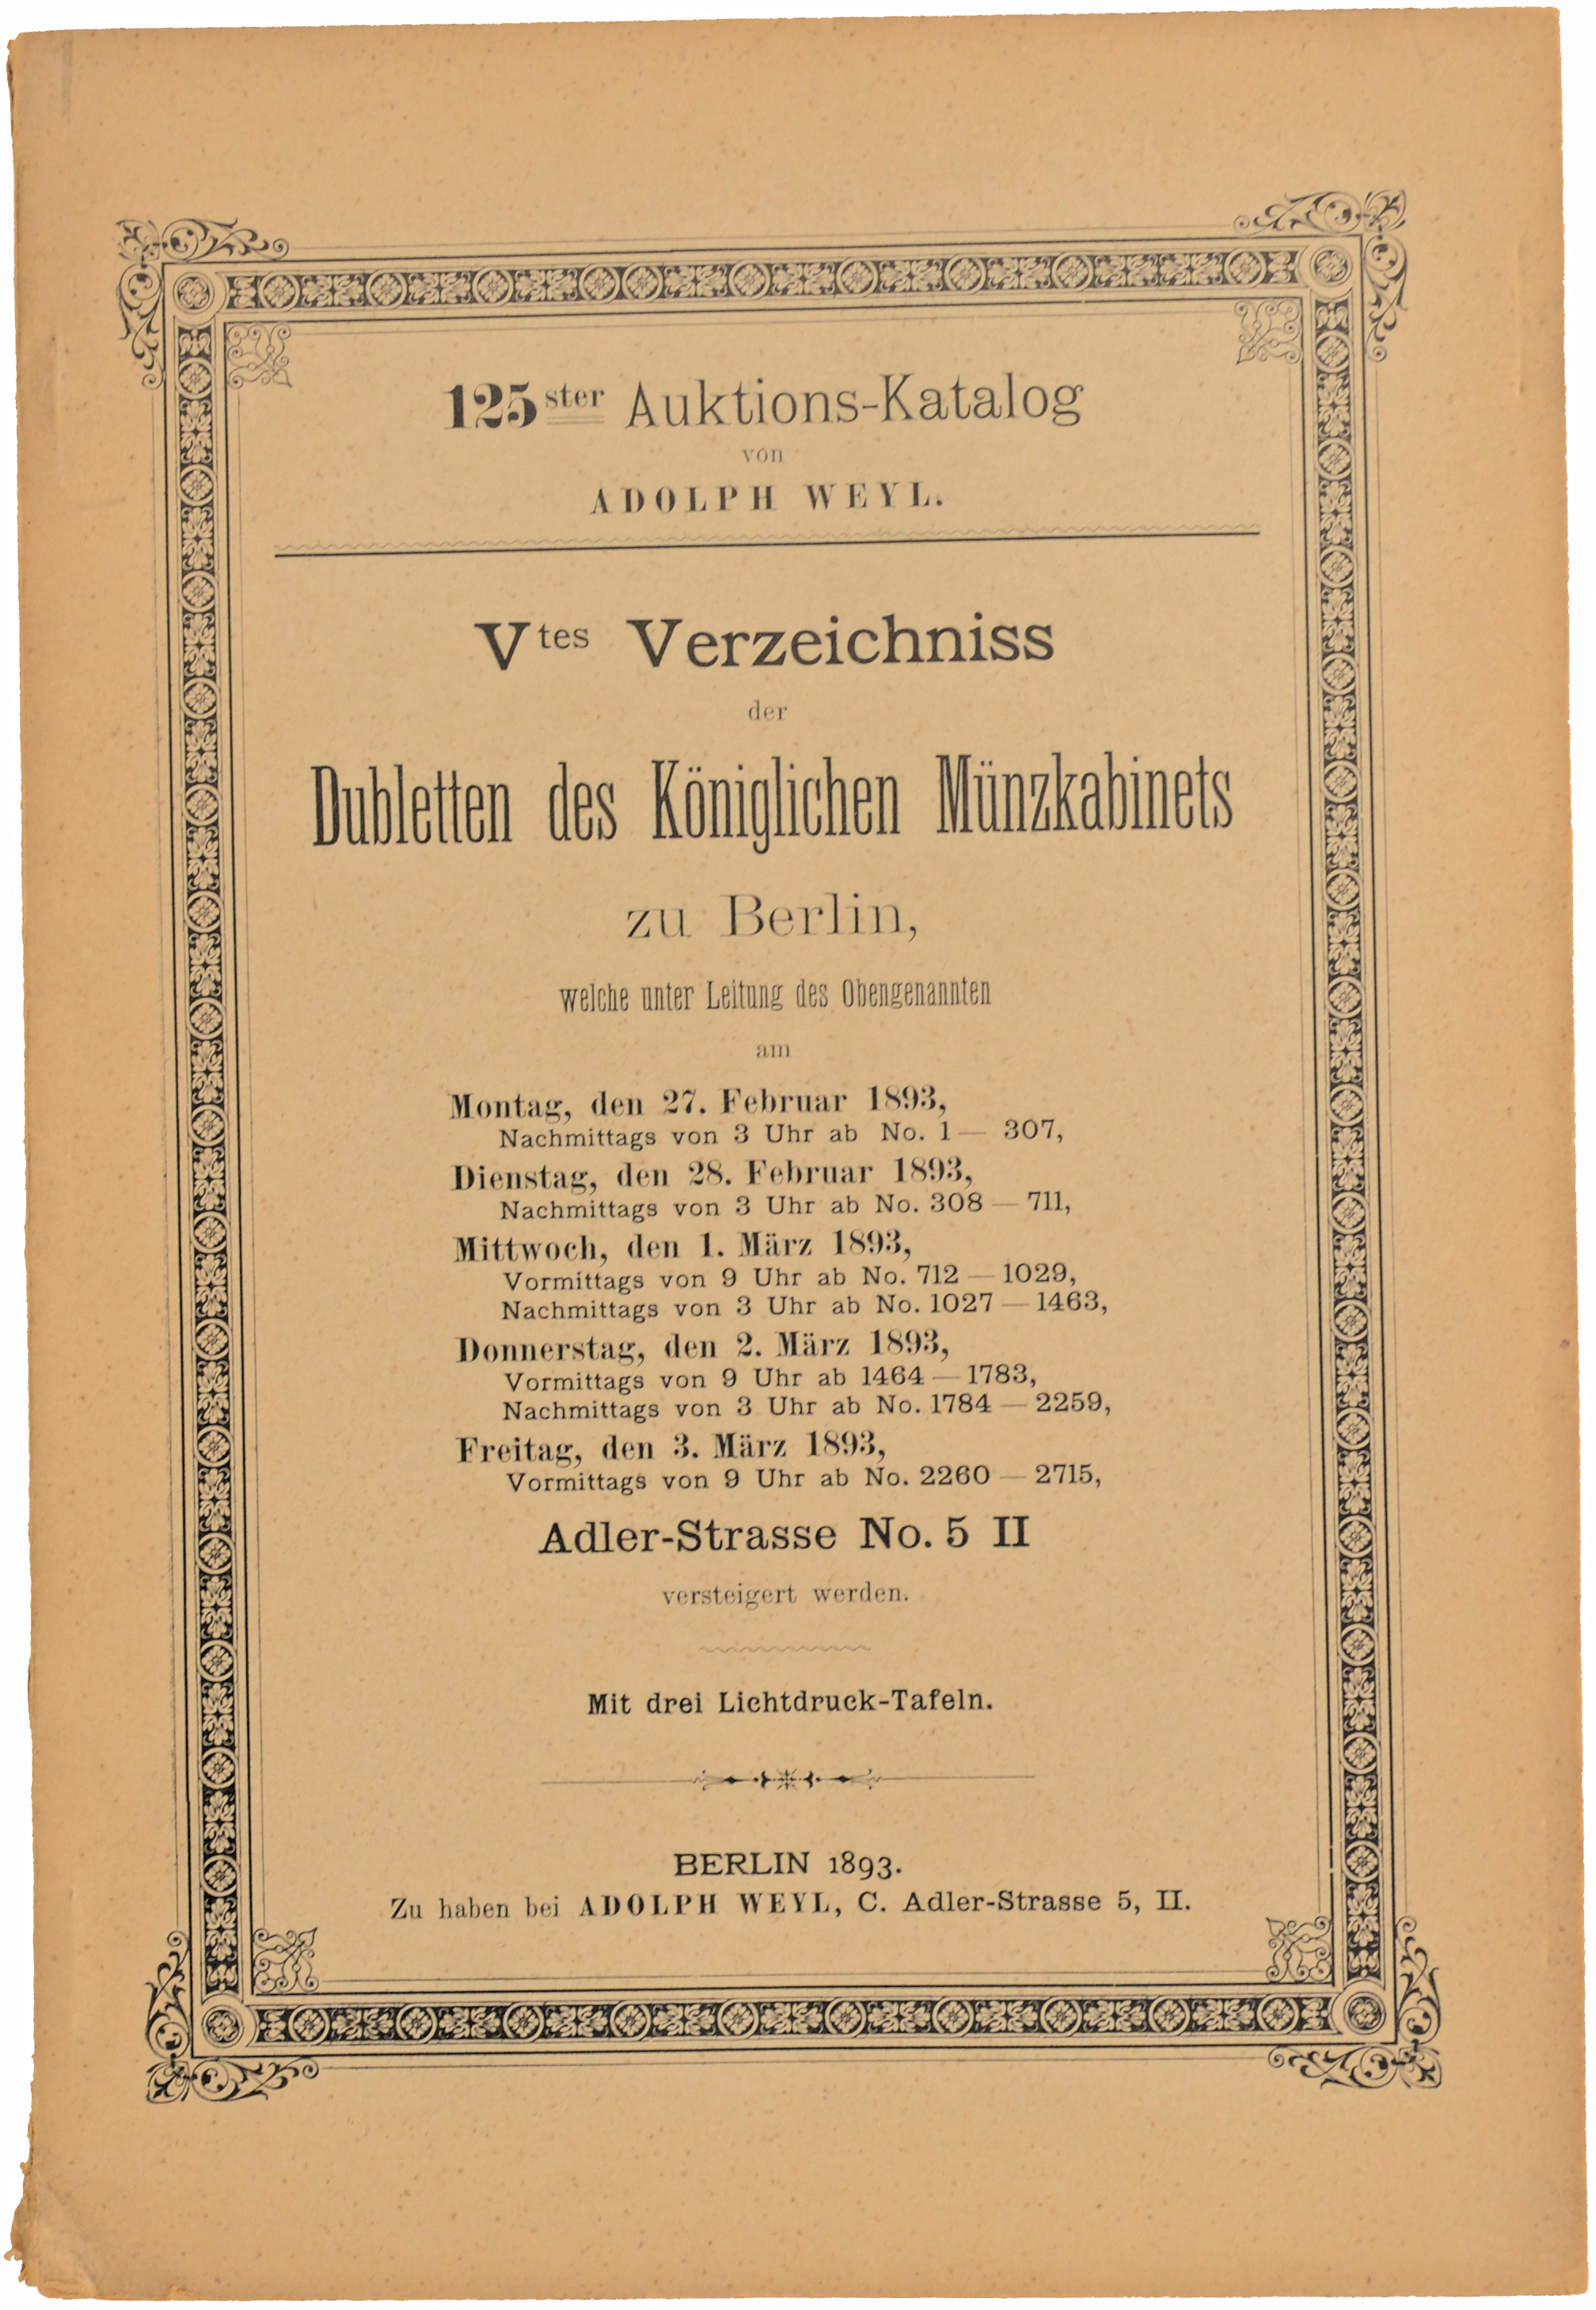 125ster Auktions-Katalog
von
ADOLPH WEYL.
Vtes Verzeichniss
der
Dubletten des Königlichen Münzkabinets
zu Berlin,
welche unter Leitung des Obengenannten
am
Montag, den 27. Februar 1893,
Nachmittags von 3 Uhr ab No. 1 — 307,
Dienstag, den 28. Februar 1893,
Nachmittags von 3 Uhr ab No. 308 — 711,
Mittwoch, den 1. März 1893,
Vormittags von 9 Uhr ab No. 712 — 1029,
Nachmittags von 3 Uhr ab No. 1027 — 1463,
Donnerstag, den 2. März 1893,
Vormittags von 9 Uhr ab 1464 — 1783,
Nachmittags von 3 Uhr ab No. 1784 — 2259,
Freitag, den 3. März 1893,
Vormittags von 9 Uhr ab No. 2260 — 2715,
Adler-Strasse No. 5 II
versteigert werden.
Mit drei Lichtdruck-Tafeln.
BERLIN 1893.
Zu haben bei ADOLPH WEYL, C. Adler-Strasse 5, II.